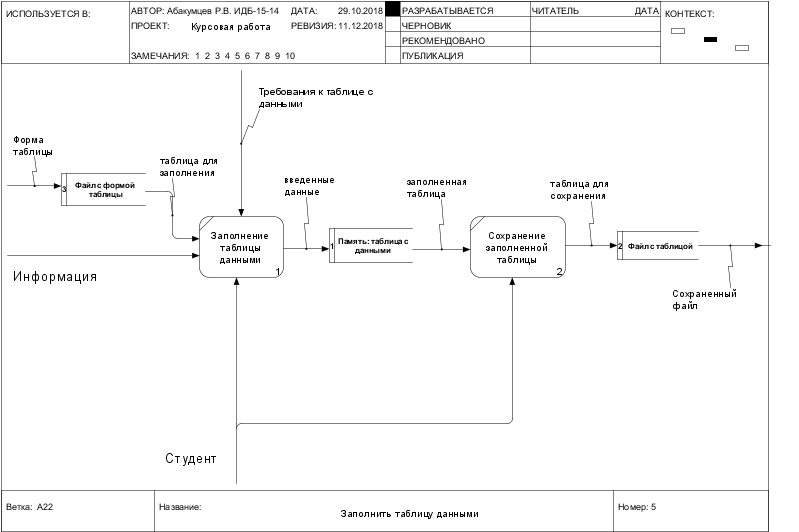 ИСПОЛЬЗУЕТСЯ В:
АВТОР: Абакумцев Р.В. ИДБ-15-14
ДАТА: 29.10.2018
РАЗРАБАТЫВАЕТСЯ
ЧИТАТЕЛЬ
ДАТА
КОНТЕКСТ:
ПРОЕКТ: Курсовая работа
РЕВИЗИЯ: 11.12.2018
ЧЕРНОВИК
РЕКОМЕНДОВАНО
ЗАМЕЧАНИЯ: 1 2 3 4 5 6 7 8 9 10
ПУБЛИКАЦИЯ
Требования к таблице с
данными
Форма
таблицы
таблица для
заполнения
3
Файл с формой
таблицы
введенные
данные
заполненная
таблица
таблица для
сохранения
Заполнение
таблицы
данными
1
1
Память: таблица с
данными
Сохранение
заполненной
таблицы
2
2
Файл с таблицой
Информация
Сохраненный
файл
Студент
Ветка: А22
Название:
Заполнить таблицу данными
Номер: 5